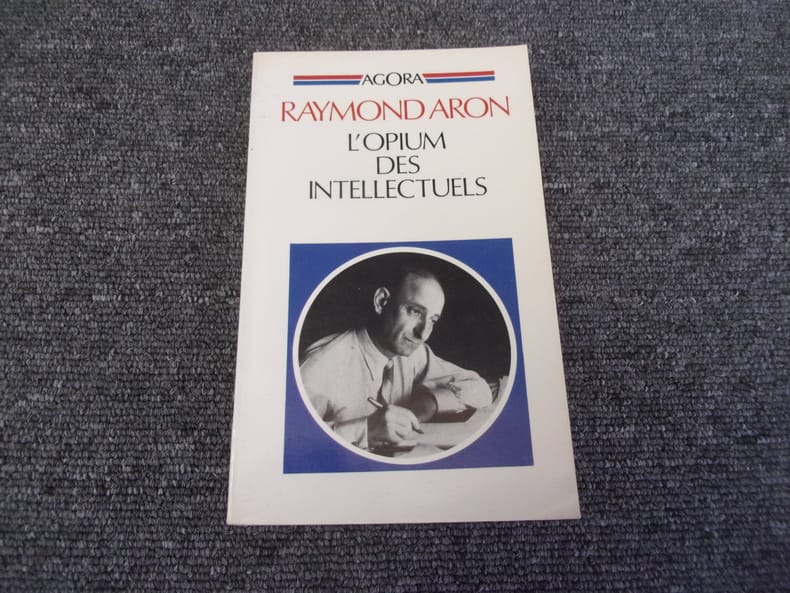 AGORA
RAYMOND ARON
L'OPIUM
DES
INTELLECTUELS